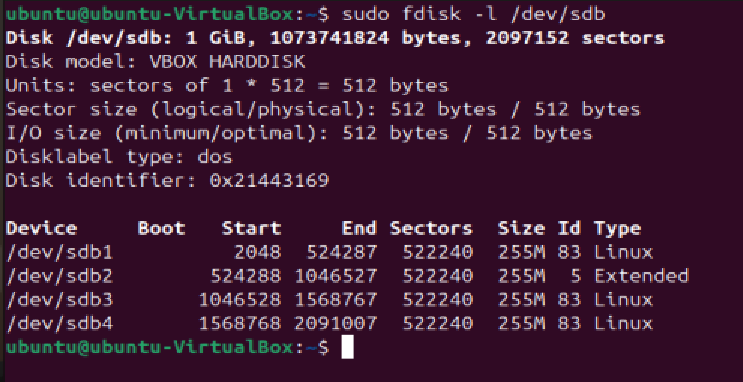 ubuntu@ubuntu-VirtualBox:~$ sudo fdisk -l /dev/sdb
Disk /dev/sdb: 1 GiB, 1073741824 bytes, 2097152 sectors
Disk model: VBOX HARDDISK
Units: sectors of 1 * 512 = 512 bytes
Sector size (logical/physical): 512 bytes / 512 bytes
I/O size (minimum/optimal): 512 bytes / 512 bytes
Disklabel type: dos
Disk identifier: 0x21443169
Device     Boot   Start     End Sectors  Size Id Type
/dev/sdb1          2048  524287  522240  255M 83 Linux
/dev/sdb2        524288 1046527  522240  255M  5 Extended
/dev/sdb3       1046528 1568767  522240  255M 83 Linux
/dev/sdb4       1568768 2091007  522240  255M 83 Linux
ubuntu@ubuntu-VirtualBox:~$